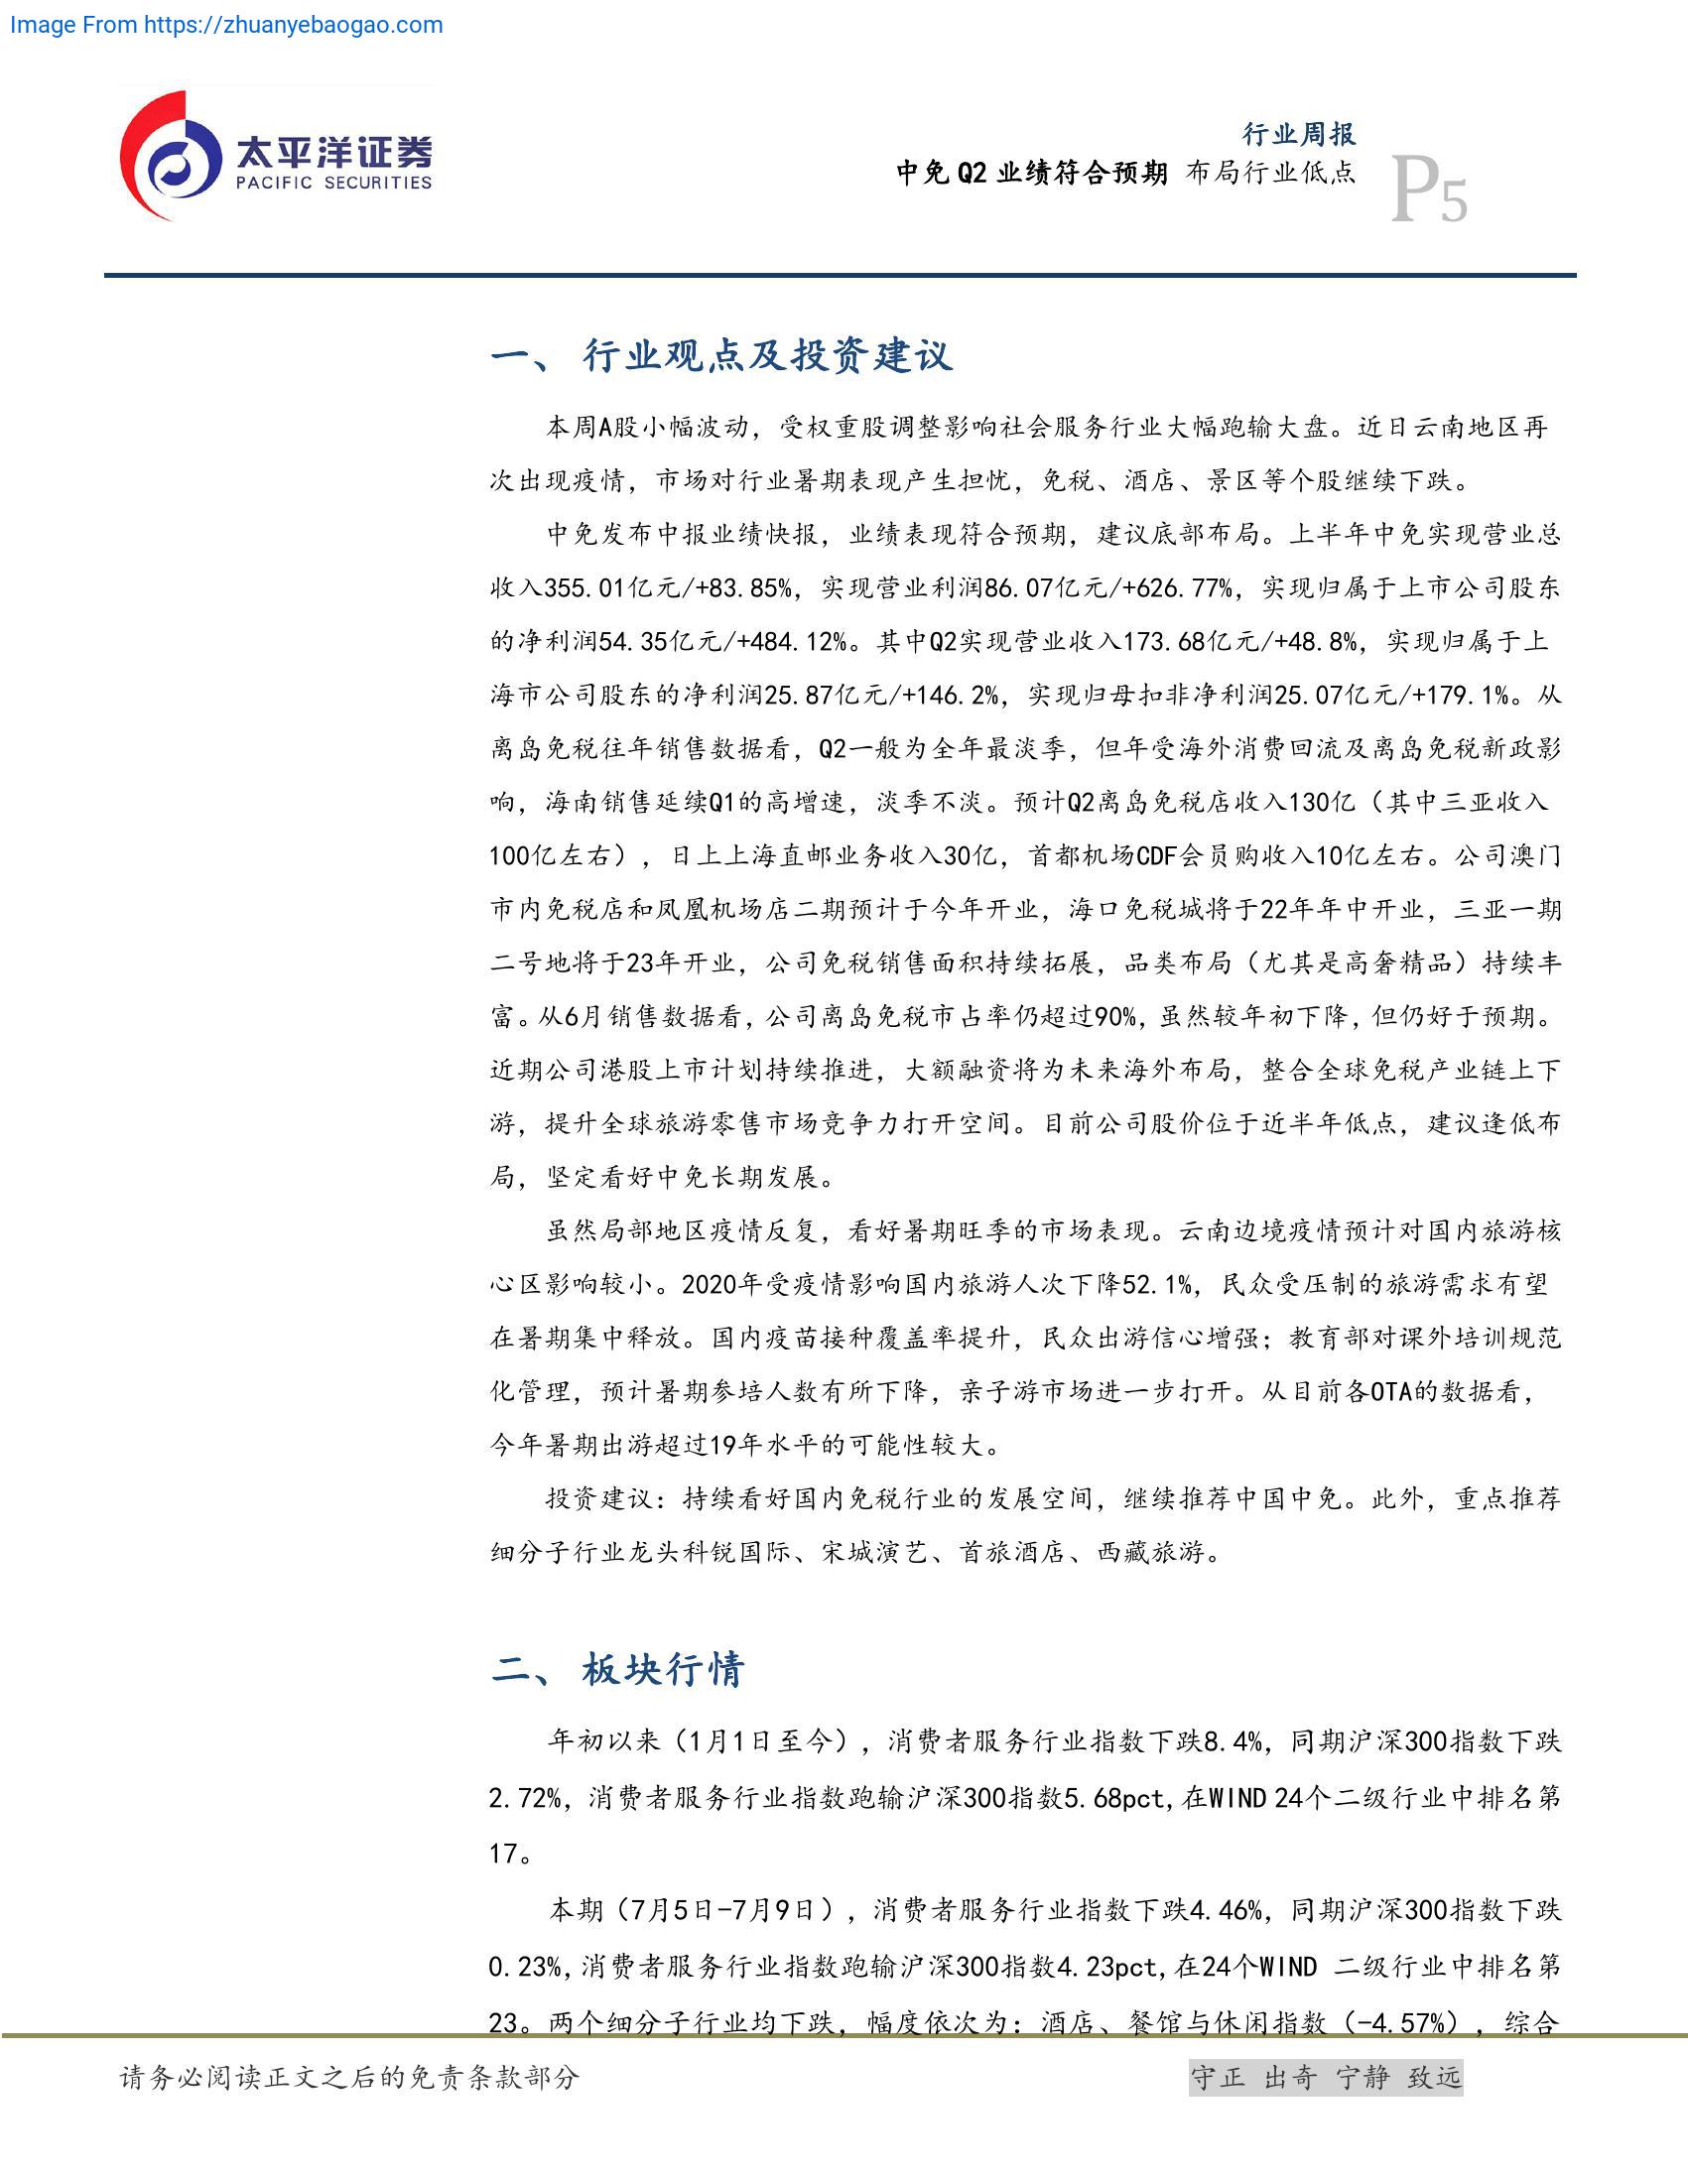 Image From https://zhuanyebaogao.com
太平洋证券
PACIFIC SECURITIES
行业周报
中免 Q2 业绩符合预期 布局行业低点
P5
一、 行业观点及投资建议
本周A股小幅波动，受权重股调整影响社会服务行业大幅跑输大盘。近日云南地区再
次出现疫情，市场对行业暑期表现产生担忧，免税、酒店、景区等个股继续下跌。
中免发布中报业绩快报，业绩表现符合预期，建议底部布局。上半年中免实现营业总
收入355.01亿元/+83.85%，实现营业利润86.07亿元/+626.77%，实现归属于上市公司股东
的净利润54.35亿元/+484.12%。其中Q2实现营业收入173.68亿元/+48.8%，实现归属于上
海市公司股东的净利润25.87亿元/+146.2%，实现归母扣非净利润25.07亿元/+179.1%。从
离岛免税往年销售数据看，Q2一般为全年最淡季，但年受海外消费回流及离岛免税新政影
响，海南销售延续Q1的高增速，淡季不淡。预计Q2离岛免税店收入130亿（其中三亚收入
100亿左右），日上上海直邮业务收入30亿，首都机场CDF会员购收入10亿左右。公司澳门
市内免税店和凤凰机场店二期预计于今年开业，海口免税城将于22年年中开业，三亚一期
二号地将于23年开业，公司免税销售面积持续拓展，品类布局（尤其是高奢精品）持续丰
富。从6月销售数据看，公司离岛免税市占率仍超过90%，虽然较年初下降，但仍好于预期。
近期公司港股上市计划持续推进，大额融资将为未来海外布局，整合全球免税产业链上下
游，提升全球旅游零售市场竞争力打开空间。目前公司股价位于近半年低点，建议逢低布
局，坚定看好中免长期发展。
虽然局部地区疫情反复，看好暑期旺季的市场表现。云南边境疫情预计对国内旅游核
心区影响较小。2020年受疫情影响国内旅游人次下降52.1%，民众受压制的旅游需求有望
在暑期集中释放。国内疫苗接种覆盖率提升，民众出游信心增强；教育部对课外培训规范
化管理，预计暑期参培人数有所下降，亲子游市场进一步打开。从目前各OTA的数据看，
今年暑期出游超过19年水平的可能性较大。
投资建议：持续看好国内免税行业的发展空间，继续推荐中国中免。此外，重点推荐
细分子行业龙头科锐国际、宋城演艺、首旅酒店、西藏旅游。
二、 板块行情
年初以来（1月1日至今），消费者服务行业指数下跌8.4%，同期沪深300指数下跌
2.72%，消费者服务行业指数跑输沪深300指数5.68pct,在WIND 24个二级行业中排名第
17。
本期（7月5日-7月9日），消费者服务行业指数下跌4.46%，同期沪深300指数下跌
0.23%,消费者服务行业指数跑输沪深300指数4.23pct,在24个WIND 二级行业中排名第
23。两个细分子行业均下跌，幅度依次为：酒店、餐馆与休闲指数（-4.57%），综合
请务必阅读正文之后的免责条款部分
守正 出奇 宁静 致远